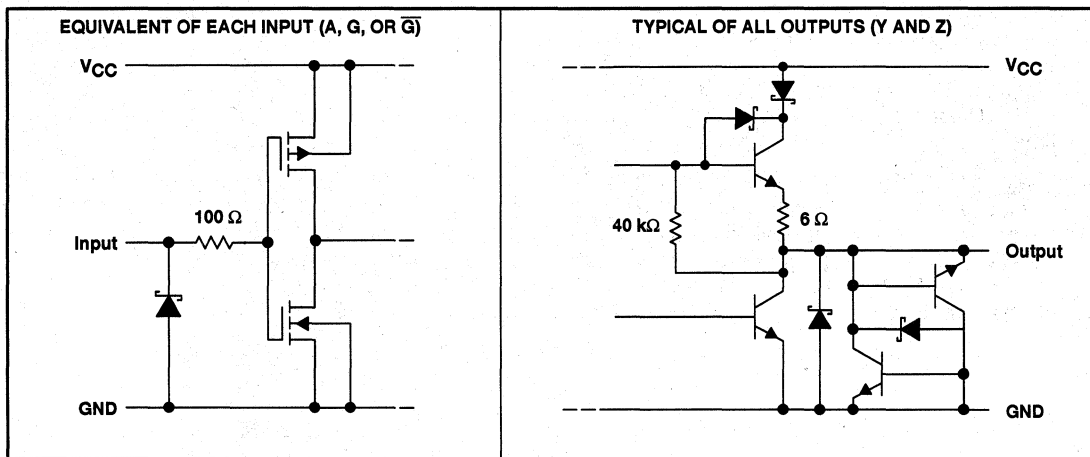 EQUIVALENT OF EACH INPUT (A, G, OR G̅)
VCC
100 Ω
Input
GND
TYPICAL OF ALL OUTPUTS (Y AND Z)
VCC
40 kΩ
6 Ω
Output
GND